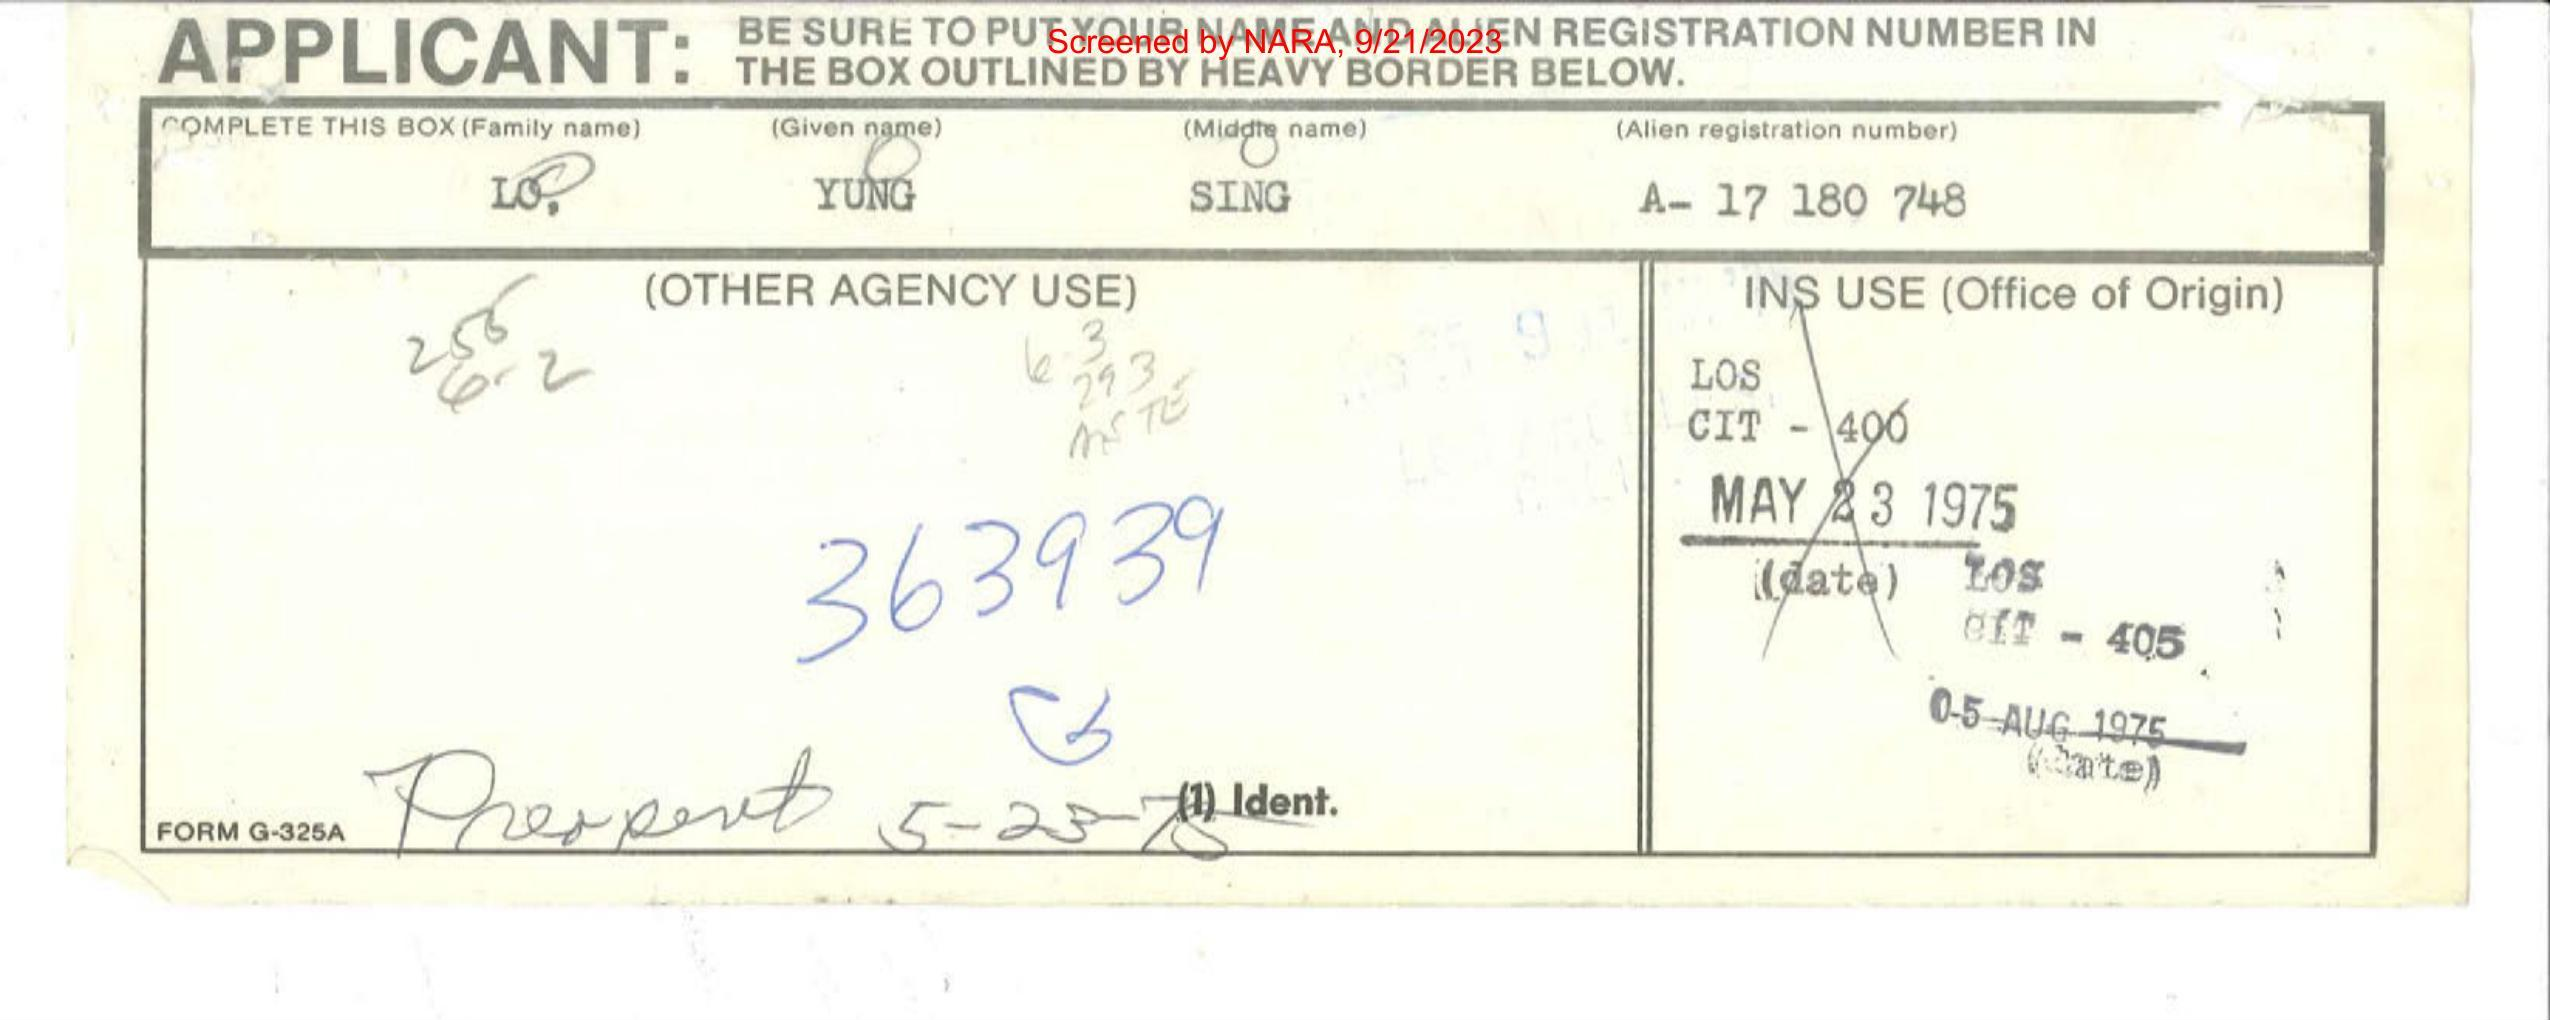 APPLICANT: BE SURE TO PUT YOUR NAME AND ALIEN REGISTRATION NUMBER IN
THE BOX OUTLINED BY HEAVY BORDER BELOW.
Screened by NARA, 9/21/2023
COMPLETE THIS BOX (Family name) (Given name) (Middle name) (Alien registration number)
LO, YUNG SING A- 17 180 748
(OTHER AGENCY USE)
256
6-2
6-3
293
363939
5-23-75
(1) Ident.
FORM G-325A
INS USE (Office of Origin)
LOS
CIT - 400
MAY 23 1975
(date)
LOS
CIT - 405
05 AUG 1975
(date)